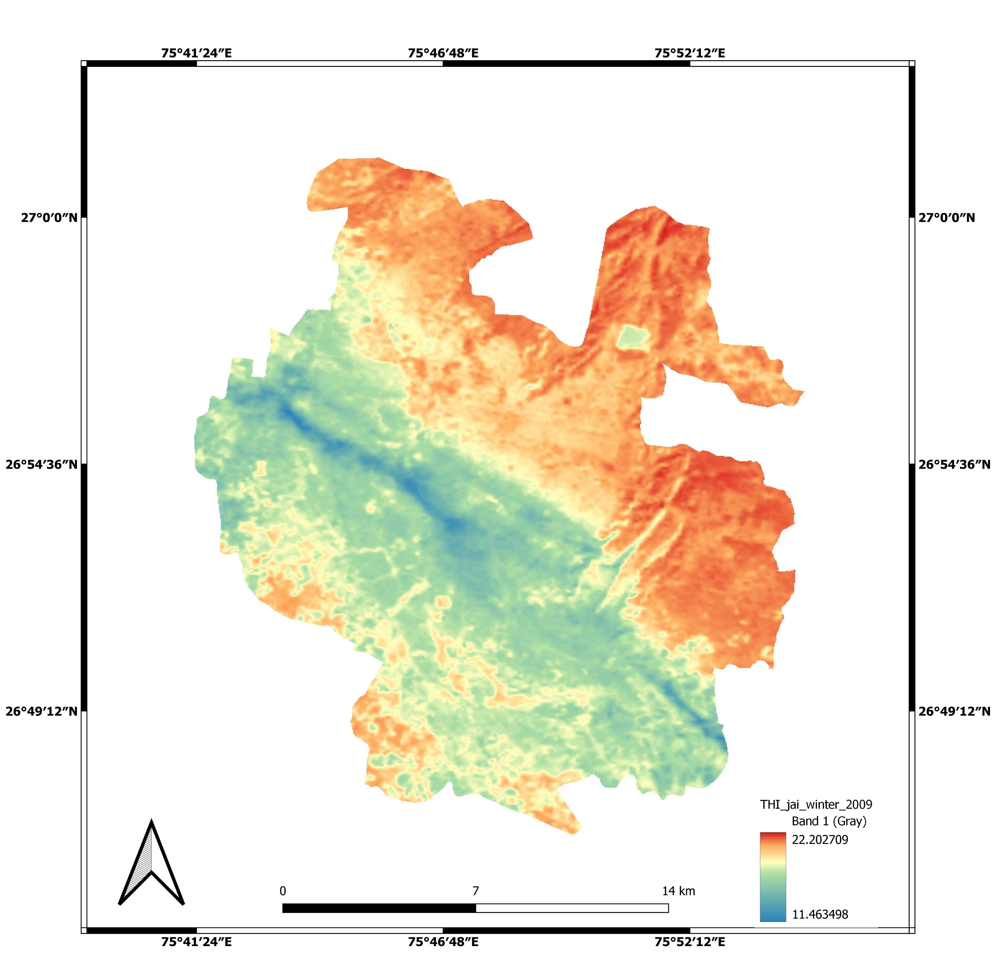 75°41′24″E 75°46′48″E 75°52′12″E
27°0′0″N 27°0′0″N
26°54′36″N 26°54′36″N
26°49′12″N 26°49′12″N
THI_jai_winter_2009
Band 1 (Gray)
22.202709
11.463498
0 7 14 km
75°41′24″E 75°46′48″E 75°52′12″E